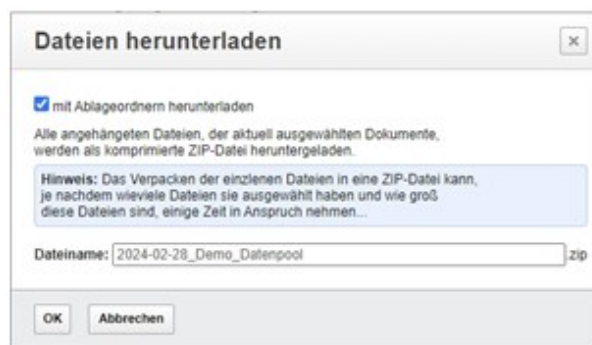 Dateien herunterladen
mit Ablageordnern herunterladen
Alle angehängten Dateien, der aktuell ausgewählten Dokumente,
werden als komprimierte ZIP-Datei heruntergeladen.
Hinweis: Das Verpacken der einzlenen Dateien in eine ZIP-Datei kann,
je nachdem wieviele Dateien sie ausgewählt haben und wie groß
diese Dateien sind, einige Zeit in Anspruch nehmen...
Dateiname: 2024-02-28_Demo_Datenpool .zip
OK Abbrechen